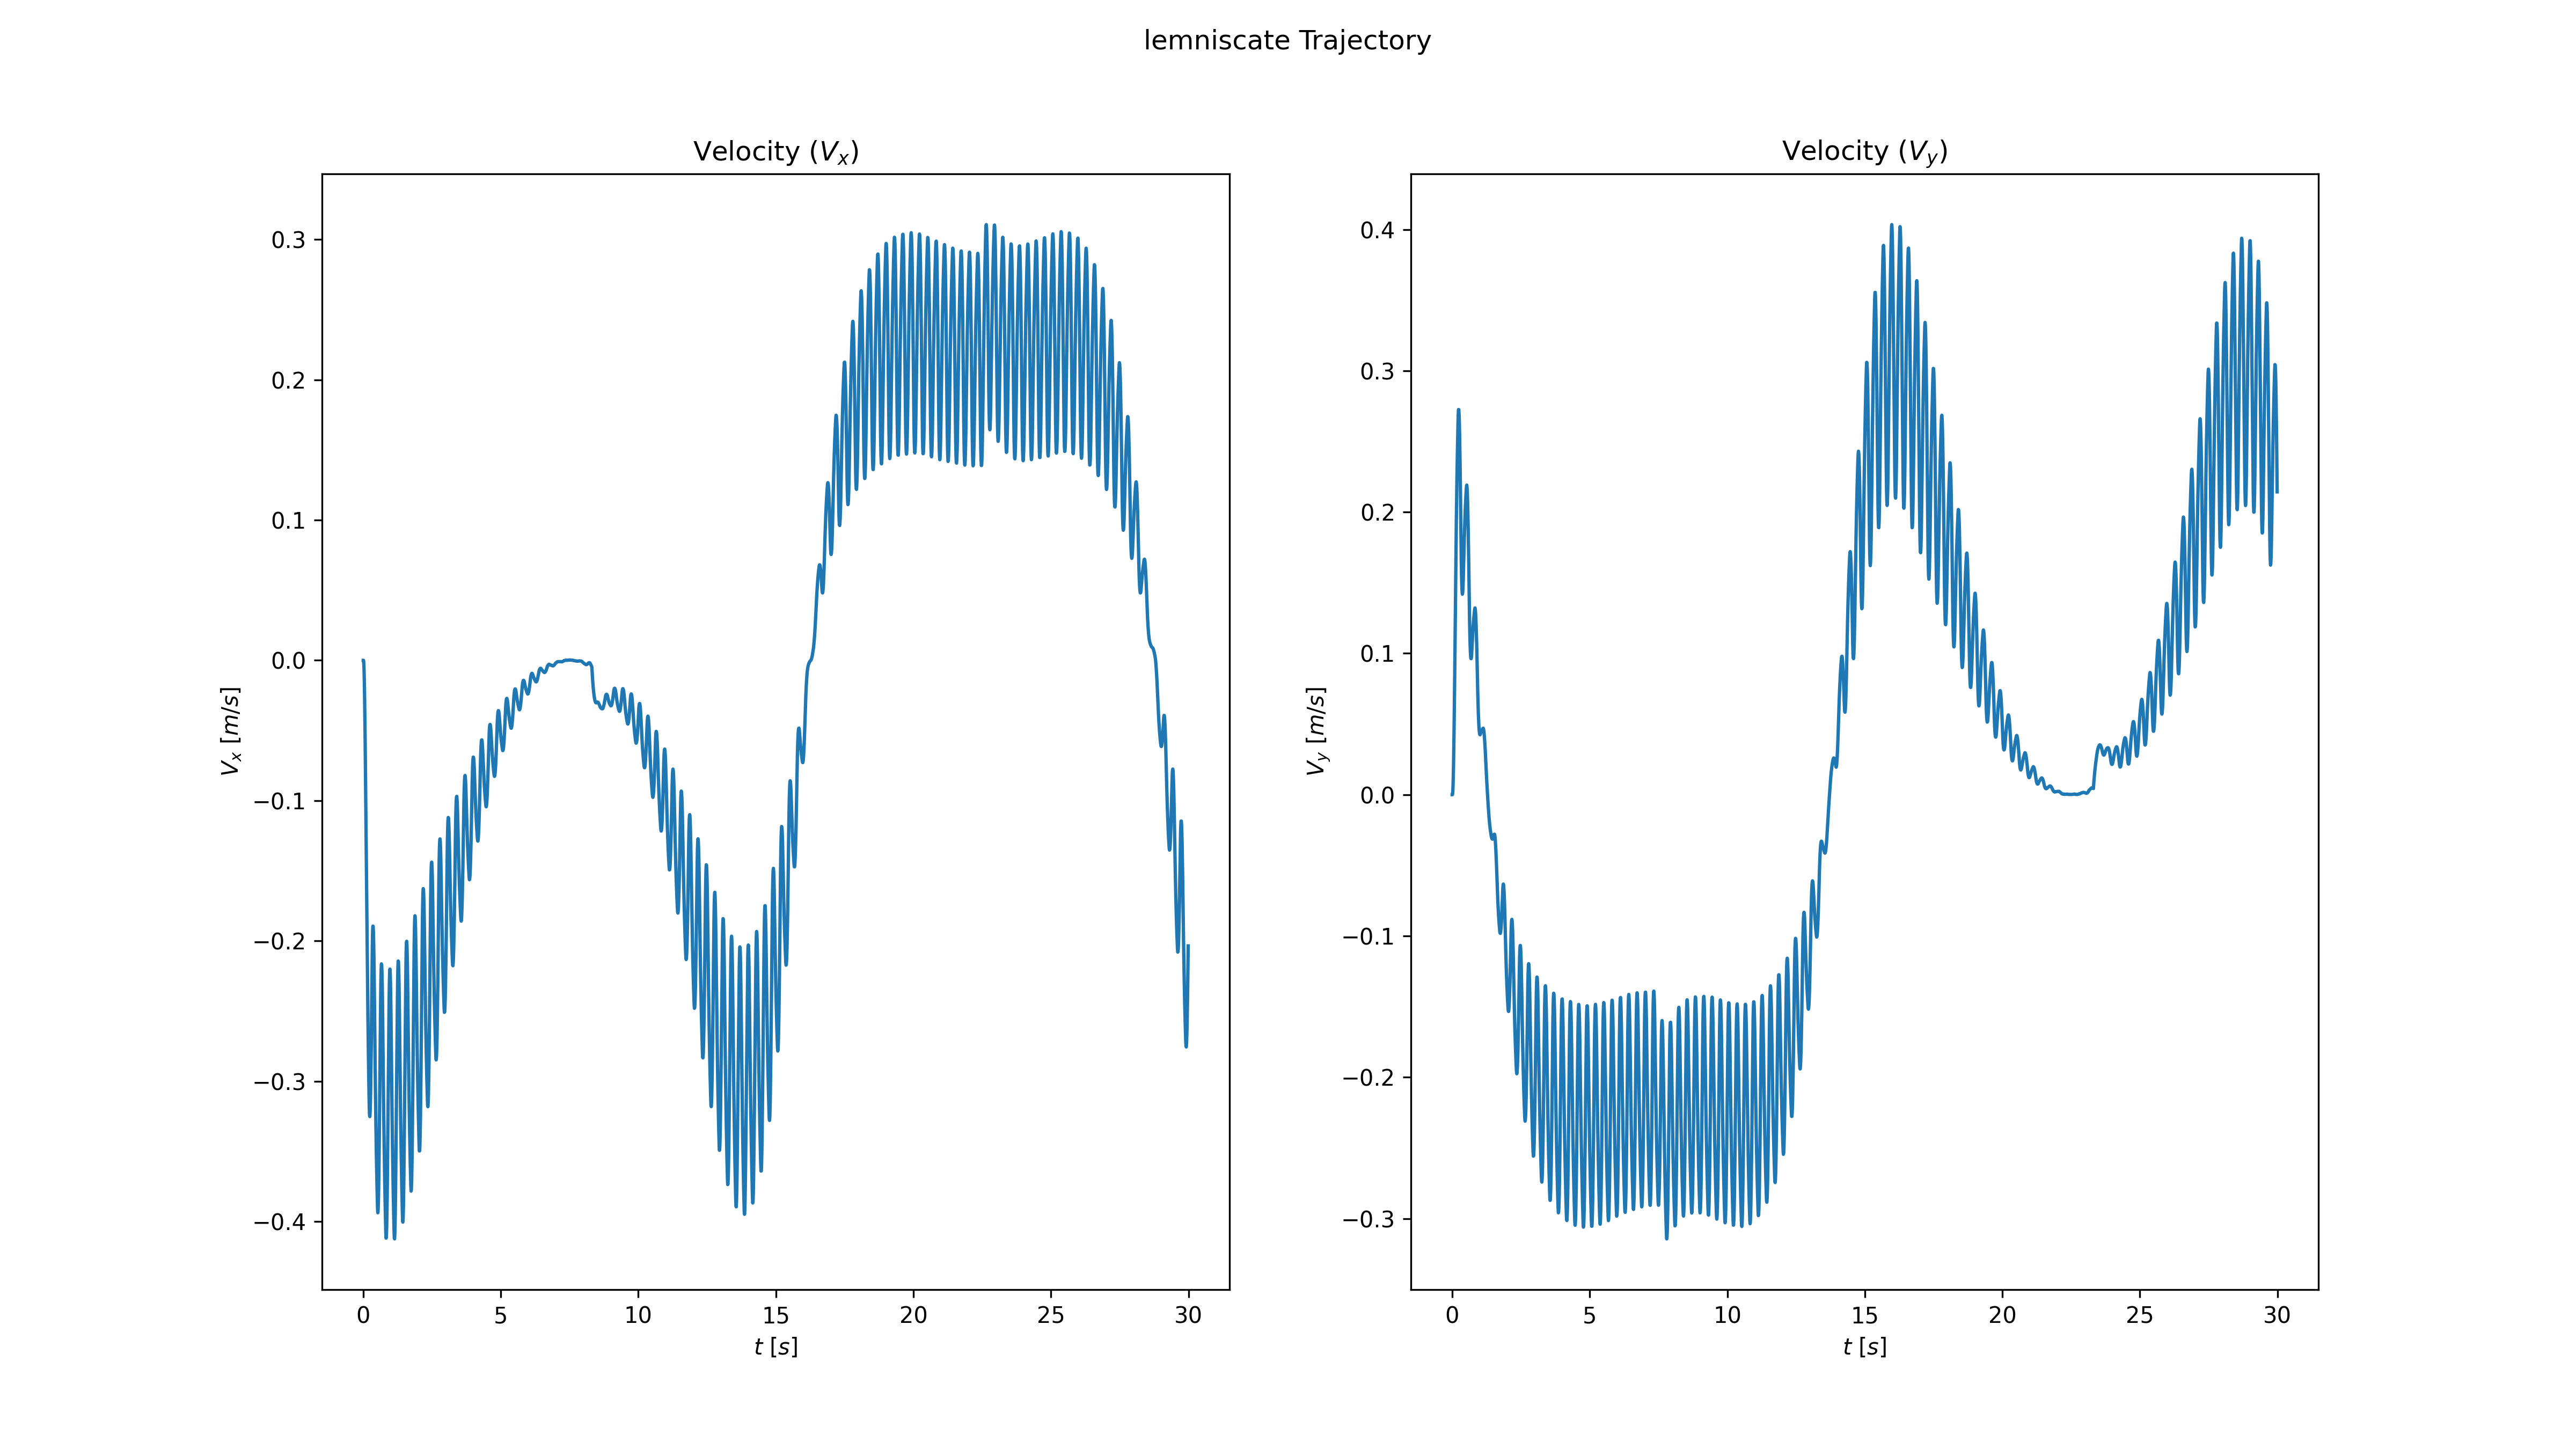 lemniscate Trajectory
Velocity (Vx)
0.3
0.2
0.1
0.0
−0.1
−0.2
−0.3
−0.4
Vx [m/s]
0 5 10 15 20 25 30
t [s]
Velocity (Vy)
0.4
0.3
0.2
0.1
0.0
−0.1
−0.2
−0.3
Vy [m/s]
0 5 10 15 20 25 30
t [s]